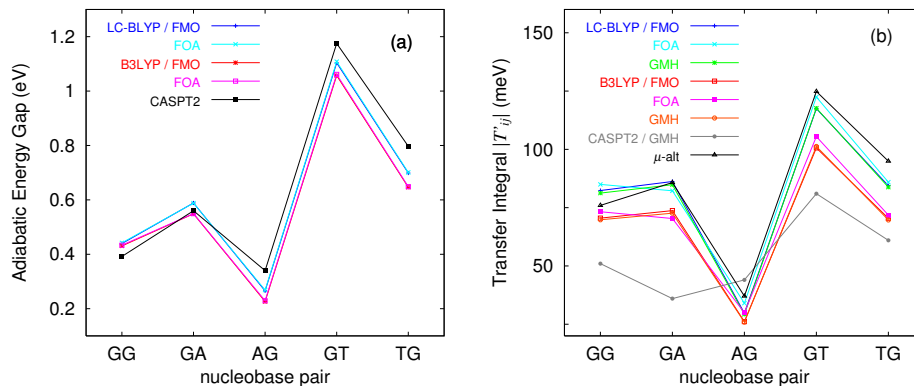 LC-BLYP / FMO
FOA
B3LYP / FMO
FOA
CASPT2
(a)
Adiabatic Energy Gap (eV)
1.2
1
0.8
0.6
0.4
0.2
GG GA AG GT TG
nucleobase pair
LC-BLYP / FMO
FOA
GMH
B3LYP / FMO
FOA
GMH
CASPT2 / GMH
μ-alt
(b)
Transfer Integral |T'ij| (meV)
150
100
50
GG GA AG GT TG
nucleobase pair